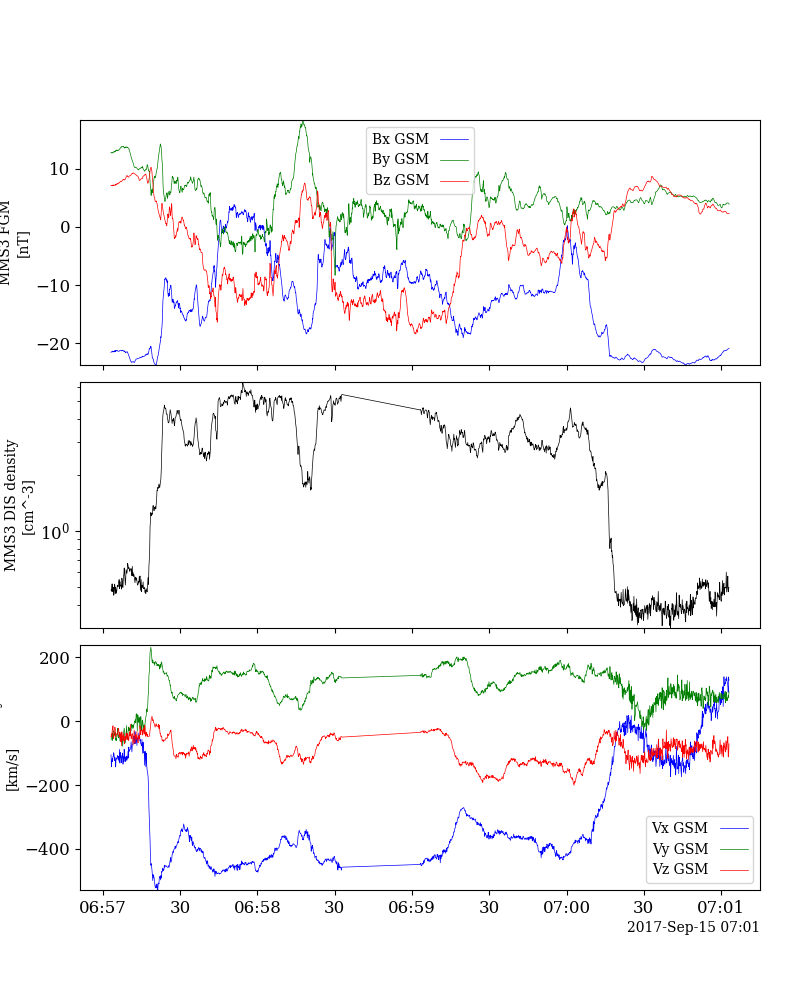 Bx GSM
By GSM
Bz GSM
10
0
−10
−20
MMS3 FGM
[nT]
10^0
MMS3 DIS density
[cm^-3]
200
0
−200
−400
[km/s]
Vx GSM
Vy GSM
Vz GSM
06:57 30 06:58 30 06:59 30 07:00 30 07:01
2017-Sep-15 07:01